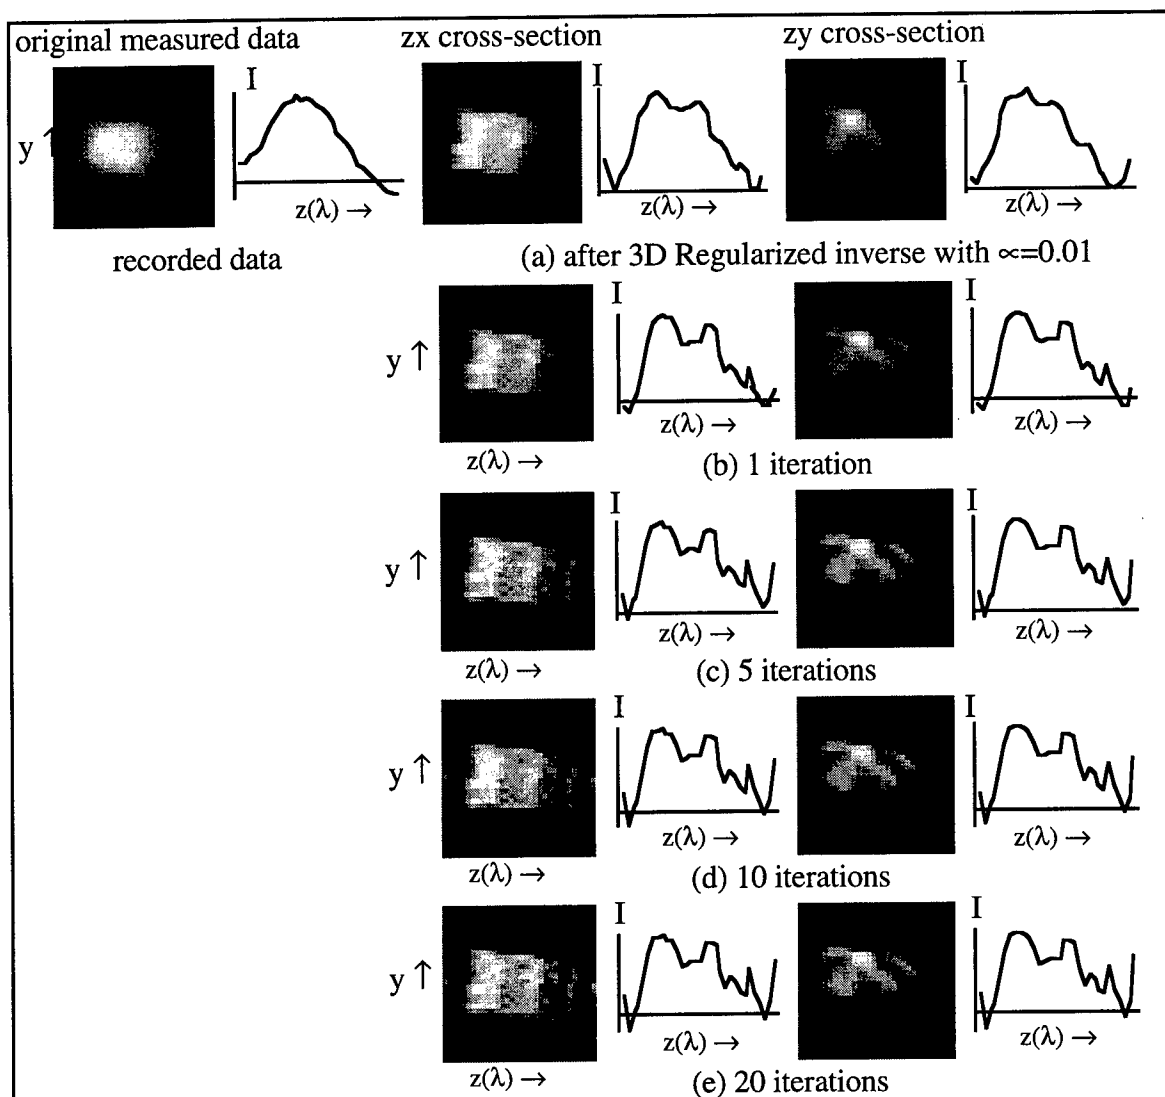 original measured data
zx cross-section
zy cross-section
I
y ↑
z(λ) →
z(λ) →
z(λ) →
recorded data
(a) after 3D Regularized inverse with ∝=0.01
I
I
y ↑
z(λ) →
z(λ) →
z(λ) →
(b) 1 iteration
I
I
y ↑
z(λ) →
z(λ) →
z(λ) →
(c) 5 iterations
I
I
y ↑
z(λ) →
z(λ) →
z(λ) →
(d) 10 iterations
I
I
y ↑
z(λ) →
z(λ) →
z(λ) →
(e) 20 iterations